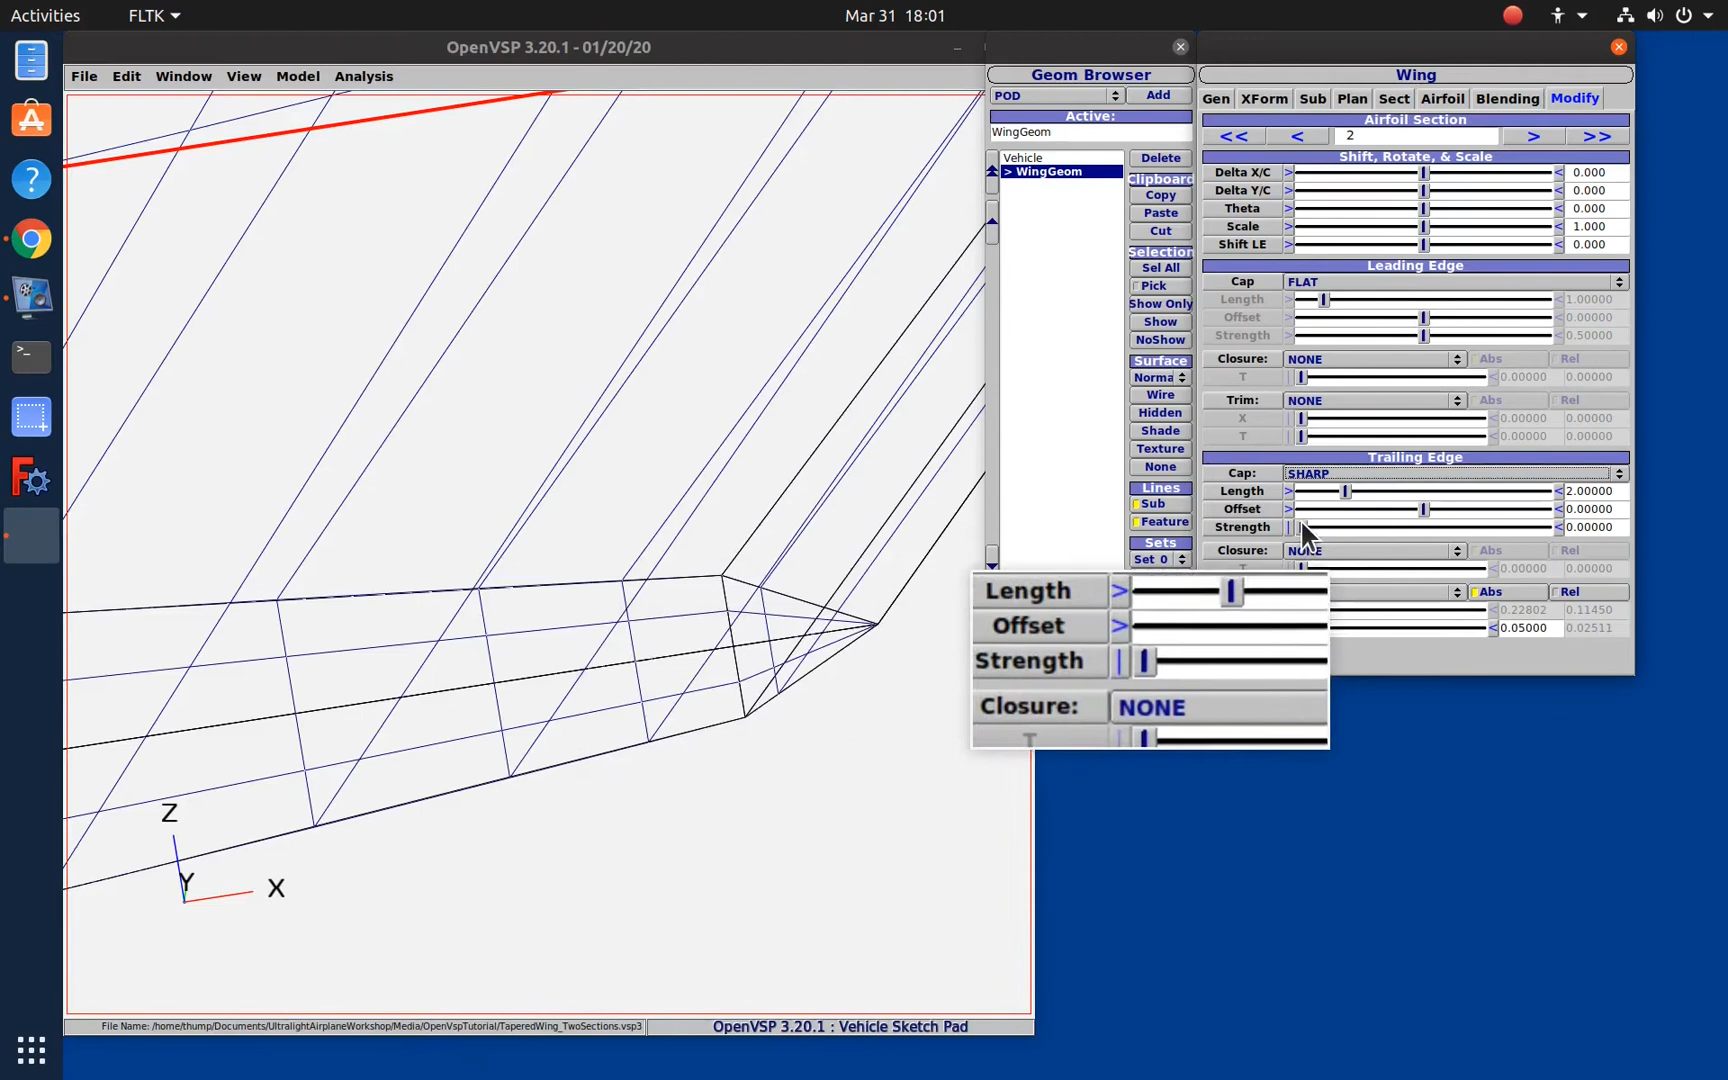 Activities
FLTK
Mar 31 18:01
OpenVSP 3.20.1 - 01/20/20
File Edit Window View Model Analysis
Z
Y
X
File Name: /home/thump/Documents/UltralightAirplaneWorkshop/Media/OpenVspTutorial/TaperedWing_TwoSections.vsp3
OpenVSP 3.20.1 : Vehicle Sketch Pad
Geom Browser
POD Add
Active:
WingGeom
Vehicle
> WingGeom
Delete
Clipboard
Copy
Paste
Cut
Selection
Sel All
Pick
Show Only
Show
NoShow
Surface
Norma
Wire
Hidden
Shade
Texture
None
Lines
Sub
Feature
Sets
Set 0
Wing
Gen XForm Sub Plan Sect Airfoil Blending Modify
Airfoil Section
<< < 2 > >>
Shift, Rotate, & Scale
Delta X/C > < 0.000
Delta Y/C > < 0.000
Theta > < 0.000
Scale > < 1.000
Shift LE > < 0.000
Leading Edge
Cap FLAT
Length > < 1.00000
Offset > < 0.00000
Strength > < 0.50000
Closure: NONE Abs Rel
T < 0.00000 0.00000
Trim: NONE Abs Rel
X < 0.00000 0.00000
T < 0.00000 0.00000
Trailing Edge
Cap: SHARP
Length > < 2.00000
Offset > < 0.00000
Strength | < 0.00000
Closure: NONE Abs Rel
< 0.00000 0.00000
Abs Rel
< 0.22802 0.11450
< 0.05000 0.02511
Length >
Offset >
Strength |
Closure: NONE
T